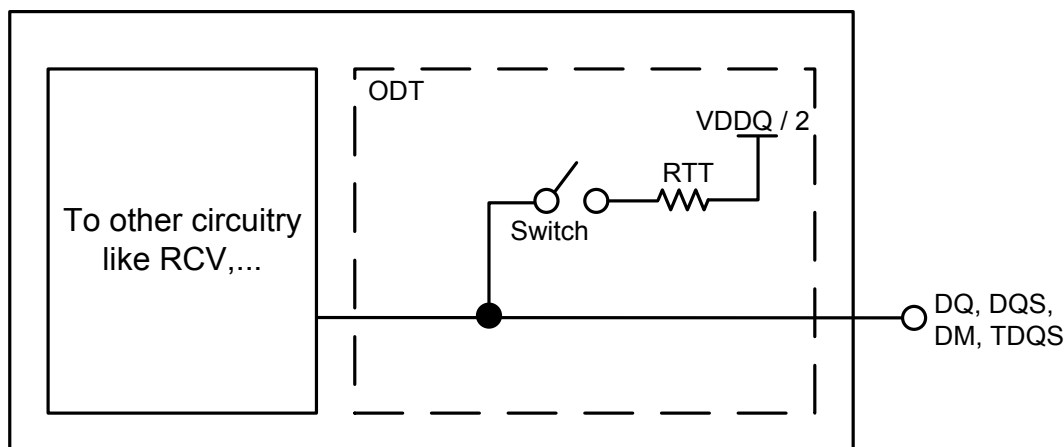 ODT
VDDQ / 2
RTT
Switch
To other circuitry
like RCV,...
DQ, DQS,
DM, TDQS